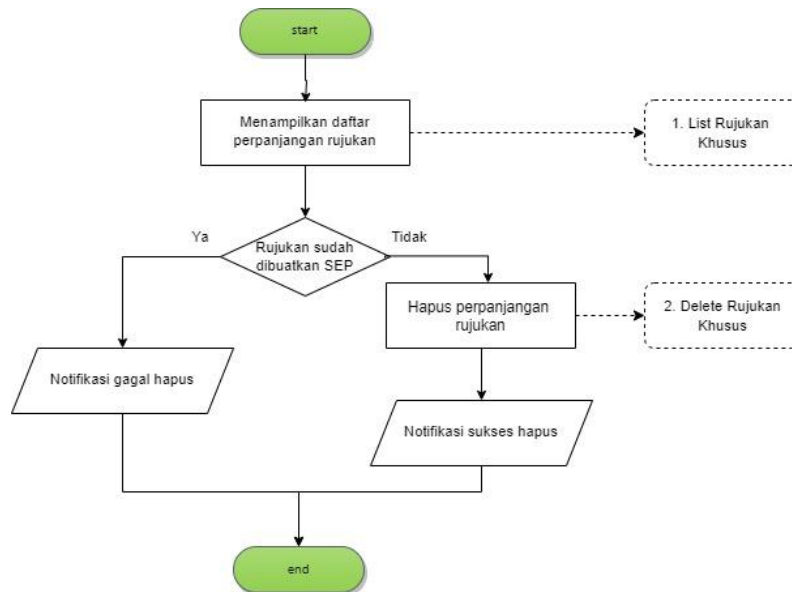 start
Menampilkan daftar
perpanjangan rujukan
1. List Rujukan
Khusus
Ya
Rujukan sudah
dibuatkan SEP
Tidak
Hapus perpanjangan
rujukan
2. Delete Rujukan
Khusus
Notifikasi gagal hapus
Notifikasi sukses hapus
end